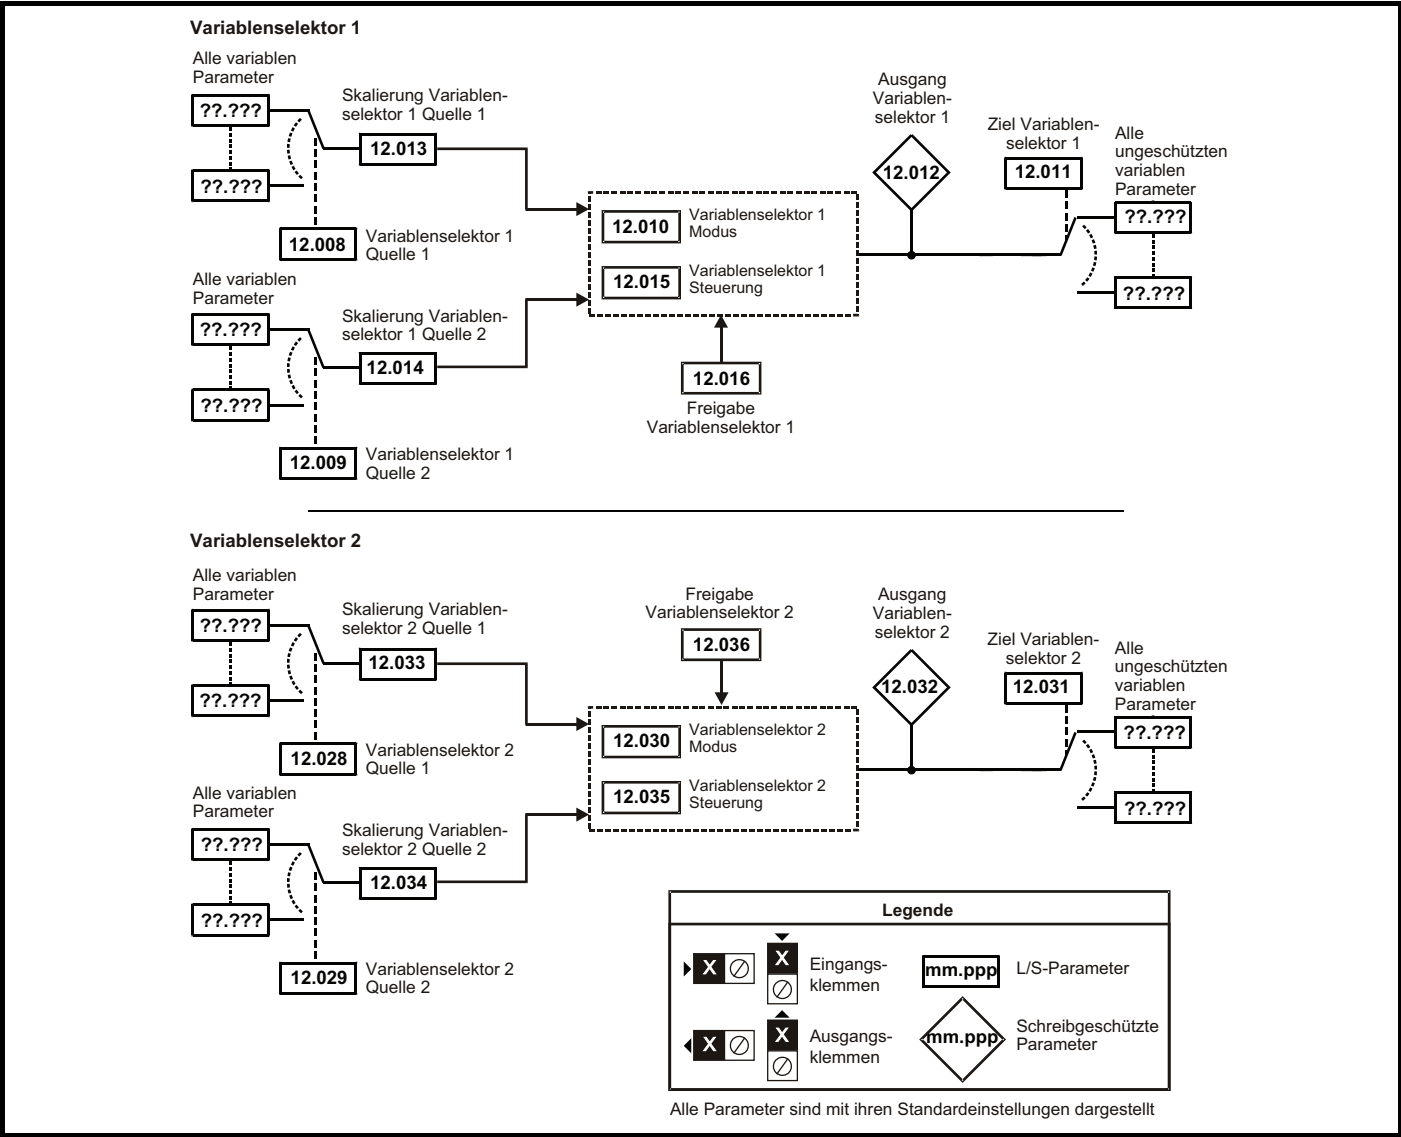 Variablenselektor 1
Alle variablen
Parameter
??.???
??.???
Skalierung Variablen-
selektor 1 Quelle 1
12.013
12.008
Variablenselektor 1
Quelle 1
Alle variablen
Parameter
??.???
??.???
Skalierung Variablen-
selektor 1 Quelle 2
12.014
12.009
Variablenselektor 1
Quelle 2
12.010
Variablenselektor 1
Modus
12.015
Variablenselektor 1
Steuerung
12.016
Freigabe
Variablenselektor 1
Ausgang
Variablen-
selektor 1
12.012
Ziel Variablen-
selektor 1
12.011
Alle
ungeschützten
variablen
Parameter
??.???
??.???
Variablenselektor 2
Alle variablen
Parameter
??.???
??.???
Skalierung Variablen-
selektor 2 Quelle 1
12.033
12.028
Variablenselektor 2
Quelle 1
Alle variablen
Parameter
??.???
??.???
Skalierung Variablen-
selektor 2 Quelle 2
12.034
12.029
Variablenselektor 2
Quelle 2
Freigabe
Variablenselektor 2
12.036
12.030
Variablenselektor 2
Modus
12.035
Variablenselektor 2
Steuerung
Ausgang
Variablen-
selektor 2
12.032
Ziel Variablen-
selektor 2
12.031
Alle
ungeschützten
variablen
Parameter
??.???
??.???
Legende
X
X
Eingangs-
klemmen
mm.ppp
L/S-Parameter
X
X
Ausgangs-
klemmen
mm.ppp
Schreibgeschützte
Parameter
Alle Parameter sind mit ihren Standardeinstellungen dargestellt